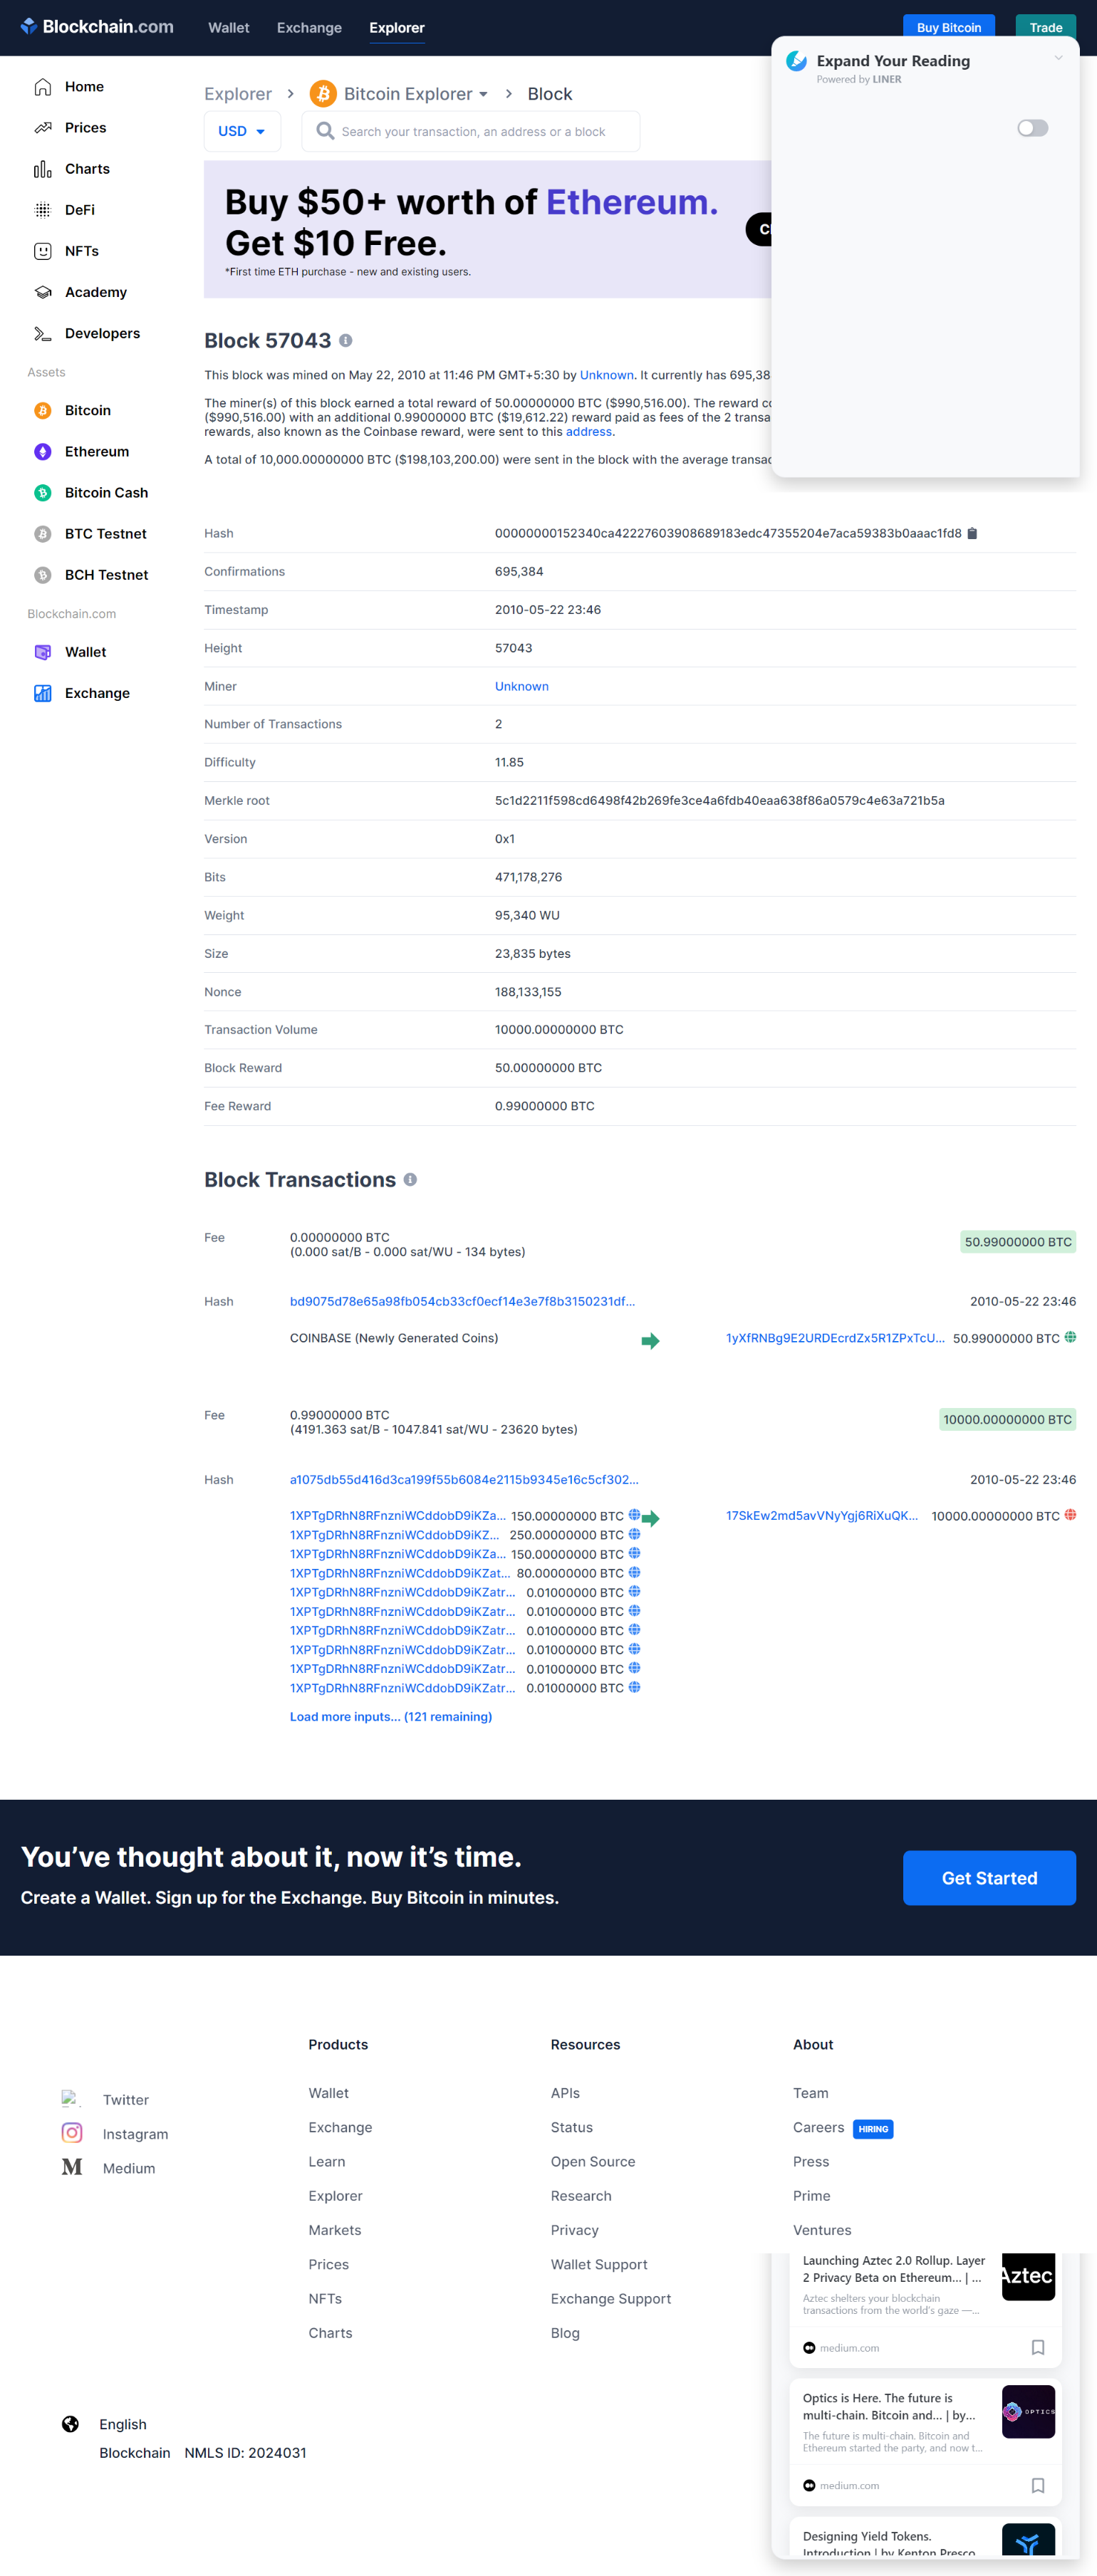 Blockchain.com Wallet Exchange Explorer Buy Bitcoin Trade
Expand Your Reading
Powered by LINER
Home
Prices
Charts
DeFi
NFTs
Academy
Developers
Assets
Bitcoin
Ethereum
Bitcoin Cash
BTC Testnet
BCH Testnet
Blockchain.com
Wallet
Exchange
Explorer > Bitcoin Explorer > Block
USD
Search your transaction, an address or a block
Buy $50+ worth of Ethereum.
Get $10 Free.
*First time ETH purchase - new and existing users.
Block 57043
This block was mined on May 22, 2010 at 11:46 PM GMT+5:30 by Unknown. It currently has 695,38
The miner(s) of this block earned a total reward of 50.00000000 BTC ($990,516.00). The reward
($990,516.00) with an additional 0.99000000 BTC ($19,612.22) reward paid as fees of the 2
rewards, also known as the Coinbase reward, were sent to this address.
A total of 10,000.00000000 BTC ($198,103,200.00) were sent in the block with the average
Hash 00000000152340ca42227603908689183edc47355204e7aca59383b0aaac1fd8
Confirmations 695,384
Timestamp 2010-05-22 23:46
Height 57043
Miner Unknown
Number of Transactions 2
Difficulty 11.85
Merkle root 5c1d2211f598cd6498f42b269fe3ce4a6fdb40eaa638f86a0579c4e63a721b5a
Version 0x1
Bits 471,178,276
Weight 95,340 WU
Size 23,835 bytes
Nonce 188,133,155
Transaction Volume 10000.00000000 BTC
Block Reward 50.00000000 BTC
Fee Reward 0.99000000 BTC
Block Transactions
Fee 0.00000000 BTC 50.99000000 BTC
(0.000 sat/B - 0.000 sat/WU - 134 bytes)
Hash bd9075d78e65a98fb054cb33cf0ecf14e3e7f8b3150231df... 2010-05-22 23:46
COINBASE (Newly Generated Coins) 1yXfRNBg9E2URDEcrdZx5R1ZPxTcU... 50.99000000 BTC
Fee 0.99000000 BTC 10000.00000000 BTC
(4191.363 sat/B - 1047.841 sat/WU - 23620 bytes)
Hash a1075db55d416d3ca199f55b6084e2115b9345e16c5cf302... 2010-05-22 23:46
1XPTgDRhN8RFnzniWCddobD9iKZa... 150.00000000 BTC 17SkEw2md5avVNyYgj6RiXuQK... 10000.00000000 BTC
1XPTgDRhN8RFnzniWCddobD9iKZ... 250.00000000 BTC
1XPTgDRhN8RFnzniWCddobD9iKZa... 150.00000000 BTC
1XPTgDRhN8RFnzniWCddobD9iKZat... 80.00000000 BTC
1XPTgDRhN8RFnzniWCddobD9iKZatr... 0.01000000 BTC
1XPTgDRhN8RFnzniWCddobD9iKZatr... 0.01000000 BTC
1XPTgDRhN8RFnzniWCddobD9iKZatr... 0.01000000 BTC
1XPTgDRhN8RFnzniWCddobD9iKZatr... 0.01000000 BTC
1XPTgDRhN8RFnzniWCddobD9iKZatr... 0.01000000 BTC
1XPTgDRhN8RFnzniWCddobD9iKZatr... 0.01000000 BTC
Load more inputs... (121 remaining)
You've thought about it, now it's time.
Create a Wallet. Sign up for the Exchange. Buy Bitcoin in minutes.
Get Started
Twitter
Instagram
Medium
Products
Wallet
Exchange
Learn
Explorer
Markets
Prices
NFTs
Charts
Resources
APIs
Status
Open Source
Research
Privacy
Wallet Support
Exchange Support
Blog
About
Team
Careers HIRING
Press
Prime
Ventures
Launching Aztec 2.0 Rollup. Layer
2 Privacy Beta on Ethereum... | ...
Aztec shelters your blockchain
transactions from the world's gaze —...
medium.com
Aztec
Optics is Here. The future is
multi-chain. Bitcoin and... | by...
The future is multi-chain. Bitcoin and
Ethereum started the party, and now t...
medium.com
OPTICS
Designing Yield Tokens.
Introduction | by Kenton Presco
English
Blockchain NMLS ID: 2024031